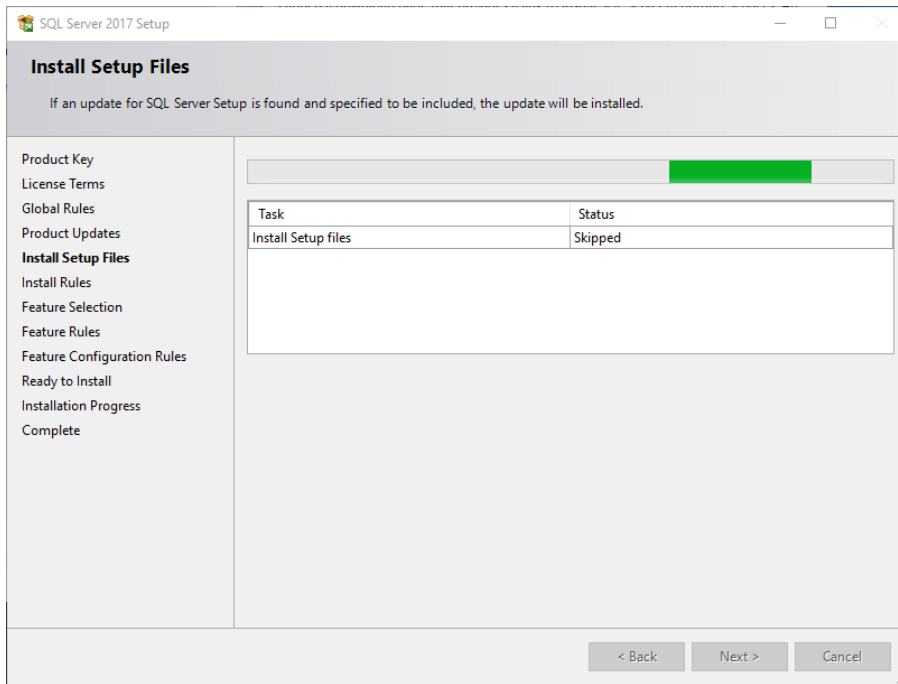 SQL Server 2017 Setup
Install Setup Files
If an update for SQL Server Setup is found and specified to be included, the update will be installed.
Product Key
License Terms
Global Rules
Product Updates
Install Setup Files
Install Rules
Feature Selection
Feature Rules
Feature Configuration Rules
Ready to Install
Installation Progress
Complete
Task Status
Install Setup files Skipped
< Back Next > Cancel